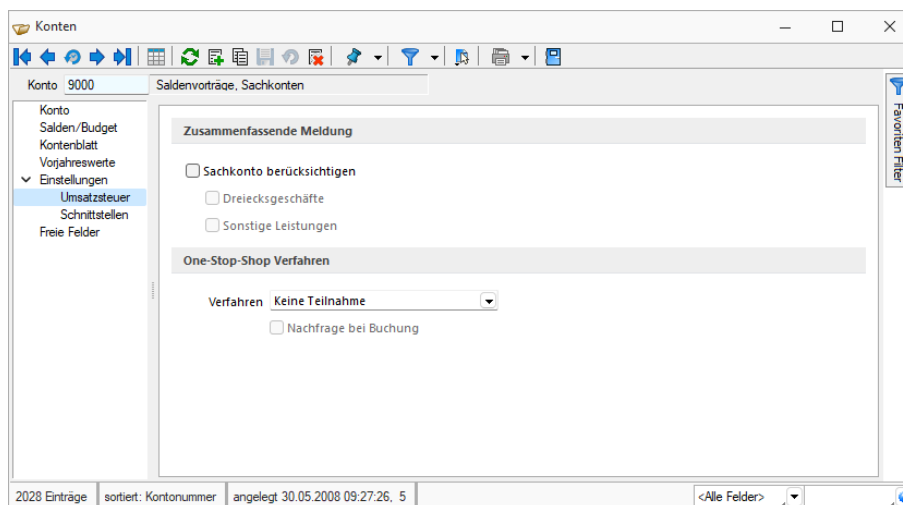 Konten
Konto 9000 Saldenvorträge, Sachkonten
Konto
Salden/Budget
Kontenblatt
Vorjahreswerte
Einstellungen
Umsatzsteuer
Schnittstellen
Freie Felder
Zusammenfassende Meldung
Sachkonto berücksichtigen
Dreiecksgeschäfte
Sonstige Leistungen
One-Stop-Shop Verfahren
Verfahren Keine Teilnahme
Nachfrage bei Buchung
Favoriten Filter
2028 Einträge sortiert: Kontonummer angelegt 30.05.2008 09:27:26, 5 <Alle Felder>